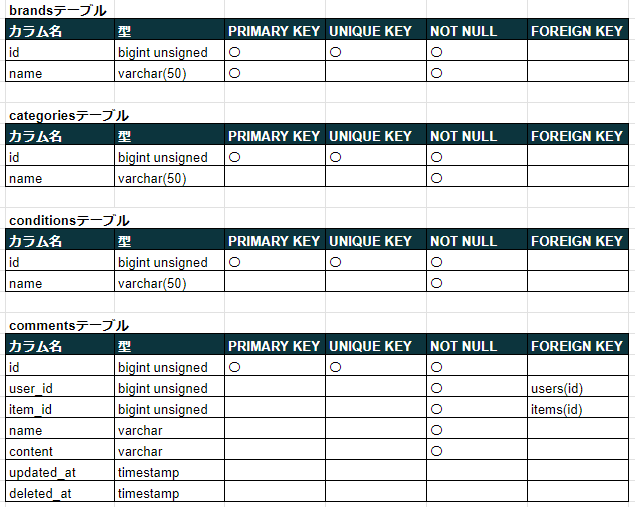 brandsテーブル
カラム名 型 PRIMARY KEY UNIQUE KEY NOT NULL FOREIGN KEY
id bigint unsigned 〇 〇 〇
name varchar(50) 〇 〇
categoriesテーブル
カラム名 型 PRIMARY KEY UNIQUE KEY NOT NULL FOREIGN KEY
id bigint unsigned 〇 〇 〇
name varchar(50) 〇
conditionsテーブル
カラム名 型 PRIMARY KEY UNIQUE KEY NOT NULL FOREIGN KEY
id bigint unsigned 〇 〇 〇
name varchar(50) 〇
commentsテーブル
カラム名 型 PRIMARY KEY UNIQUE KEY NOT NULL FOREIGN KEY
id bigint unsigned 〇 〇 〇
user_id bigint unsigned 〇 users(id)
item_id bigint unsigned 〇 items(id)
name varchar 〇
content varchar 〇
updated_at timestamp
deleted_at timestamp